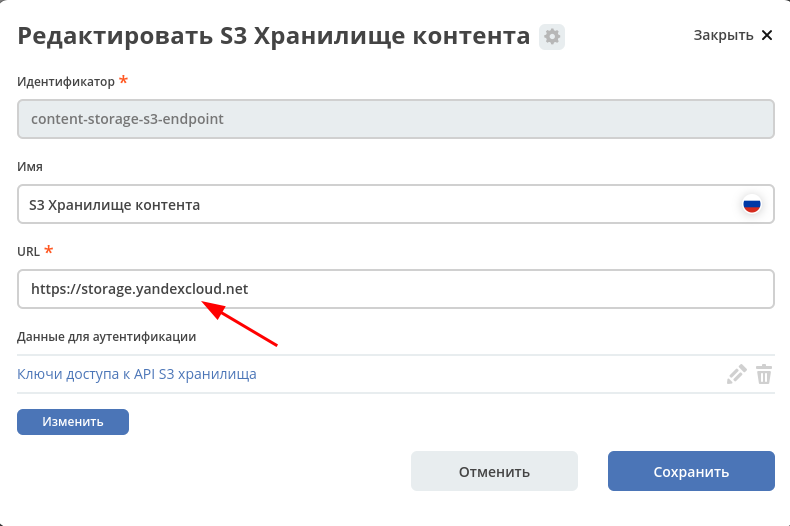 Редактировать S3 Хранилище контента
Закрыть
Идентификатор *
content-storage-s3-endpoint
Имя
S3 Хранилище контента
URL *
https://storage.yandexcloud.net
Данные для аутентификации
Ключи доступа к API S3 хранилища
Изменить
Отменить
Сохранить